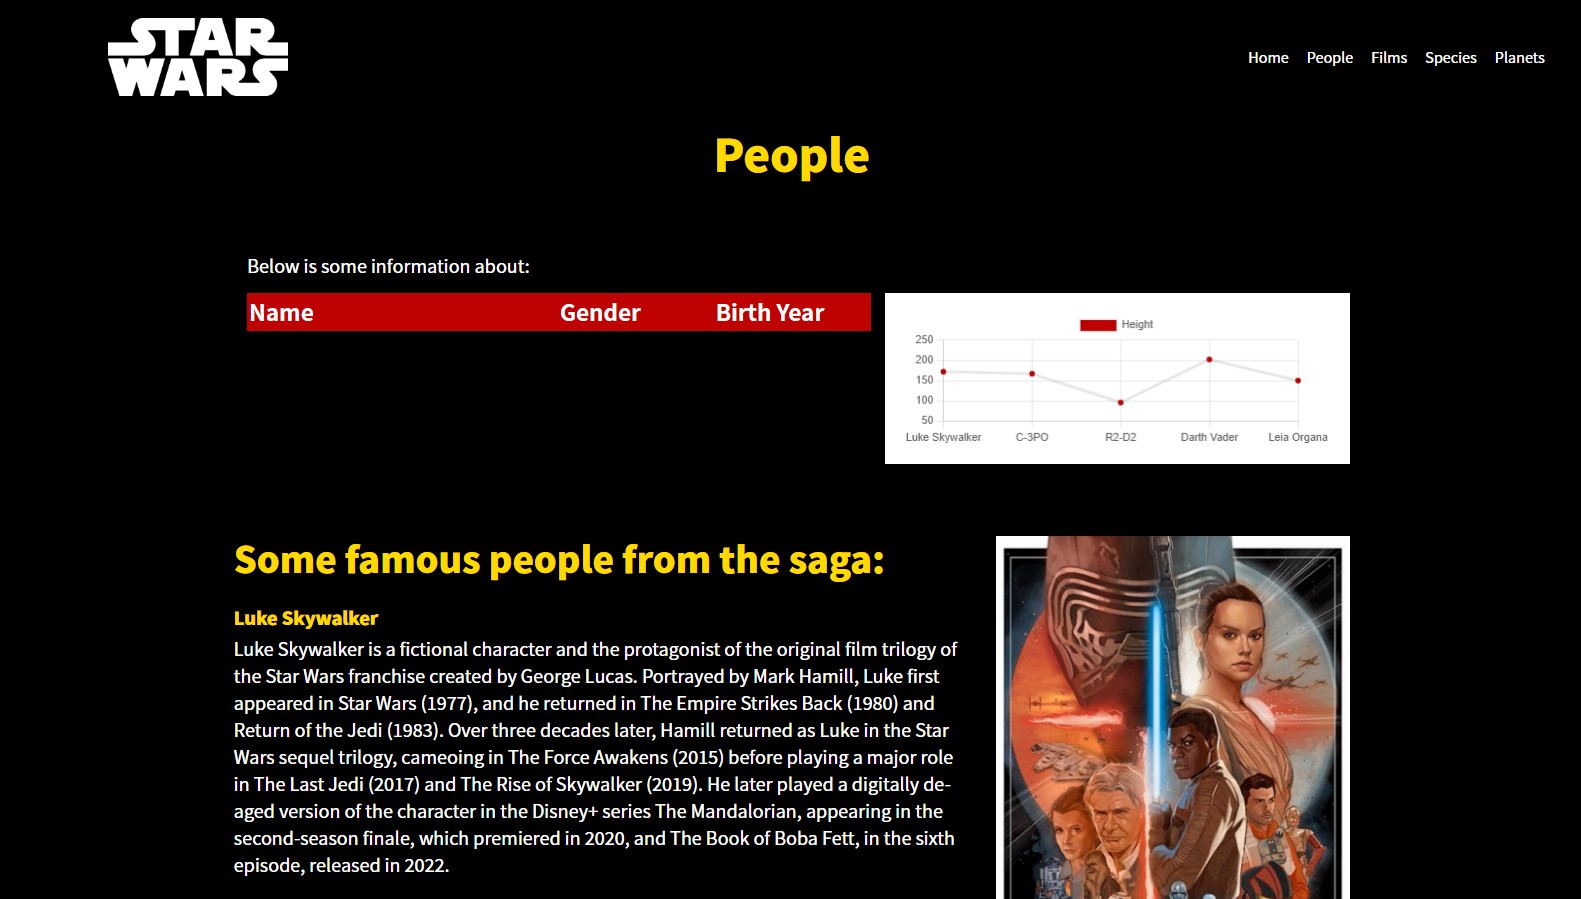 STAR
WARS
Home People Films Species Planets
People
Below is some information about:
Name Gender Birth Year
Height
250
200
150
100
50
Luke Skywalker C-3PO R2-D2 Darth Vader Leia Organa
Some famous people from the saga:
Luke Skywalker
Luke Skywalker is a fictional character and the protagonist of the original film trilogy of
the Star Wars franchise created by George Lucas. Portrayed by Mark Hamill, Luke first
appeared in Star Wars (1977), and he returned in The Empire Strikes Back (1980) and
Return of the Jedi (1983). Over three decades later, Hamill returned as Luke in the Star
Wars sequel trilogy, cameoing in The Force Awakens (2015) before playing a major role
in The Last Jedi (2017) and The Rise of Skywalker (2019). He later played a digitally de-
aged version of the character in the Disney+ series The Mandalorian, appearing in the
second-season finale, which premiered in 2020, and The Book of Boba Fett, in the sixth
episode, released in 2022.